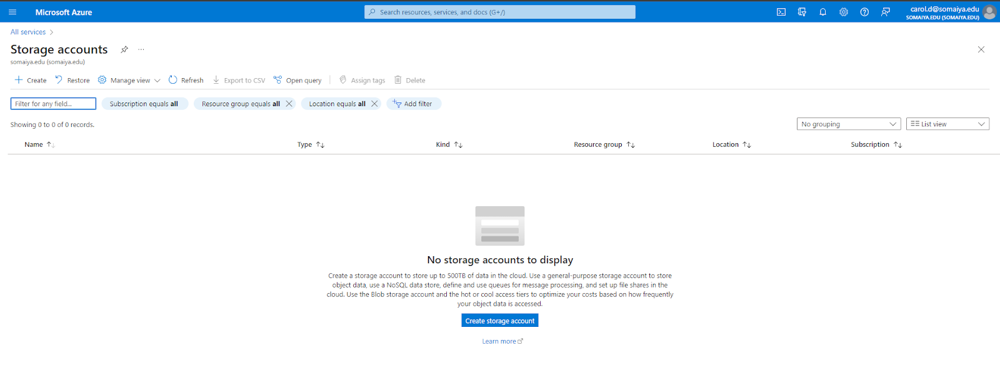 Microsoft Azure
Search resources, services, and docs (G+/)
carol.d@somaiya.edu
SOMAIYA.EDU (SOMAIYA.EDU)
All services
Storage accounts
somaiya.edu (somaiya.edu)
Create Restore Manage view Refresh Export to CSV Open query Assign tags Delete
Filter for any field... Subscription equals all Resource group equals all Location equals all Add filter
Showing 0 to 0 of 0 records. No grouping List view
Name Type Kind Resource group Location Subscription
No storage accounts to display
Create a storage account to store up to 500TB of data in the cloud. Use a general-purpose storage account to store
object data, use a NoSQL data store, define and use queues for message processing, and set up file shares in the
cloud. Use the Blob storage account and the hot or cool access tiers to optimize your costs based on how frequently
your object data is accessed.
Create storage account
Learn more